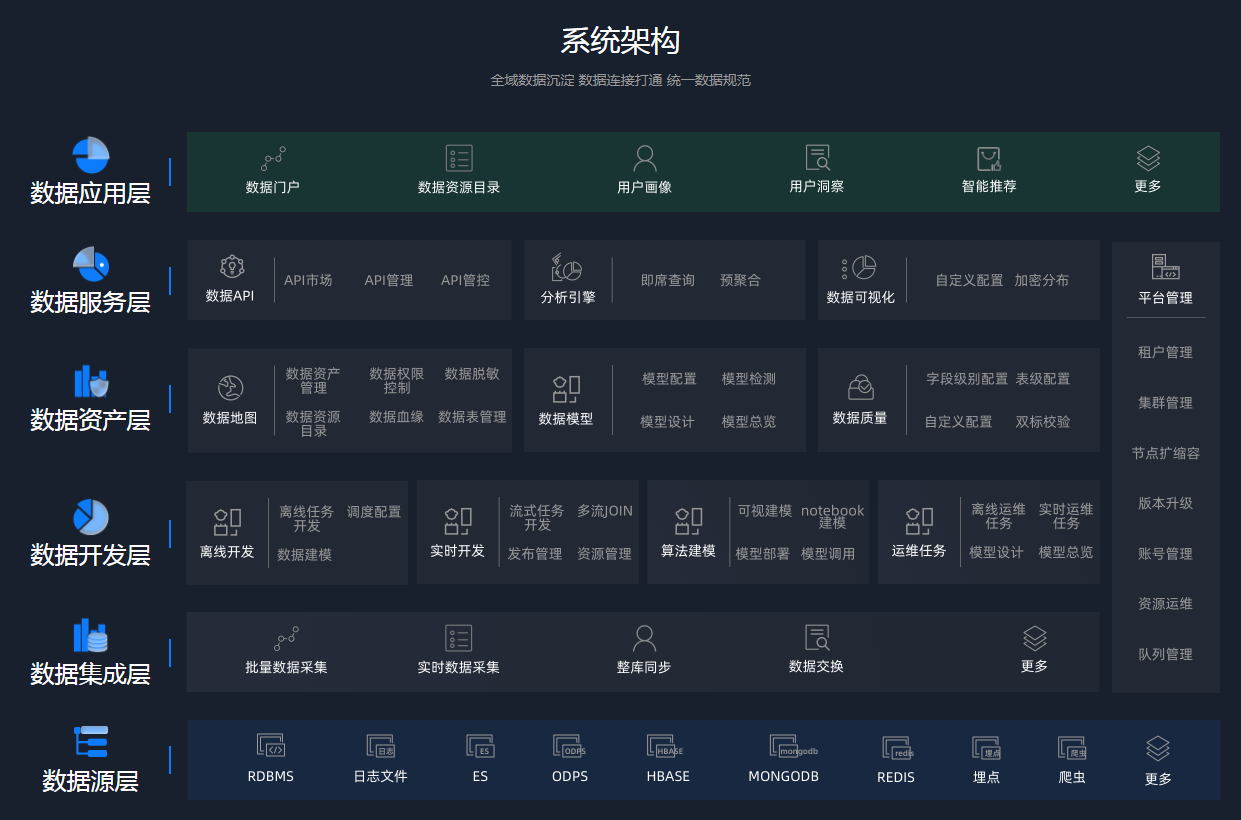 系统架构
全域数据沉淀 数据连接打通 统一数据规范
数据应用层
数据门户
数据资源目录
用户画像
用户洞察
智能推荐
更多
数据服务层
数据API
API市场
API管理
API管控
分析引擎
即席查询
预聚合
数据可视化
自定义配置
加密分布
数据资产层
数据地图
数据资产
管理
数据权限
控制
数据脱敏
数据资源
目录
数据血缘
数据表管理
数据模型
模型配置
模型检测
模型设计
模型总览
数据质量
字段级别配置
表级配置
自定义配置
双标校验
数据开发层
离线开发
离线任务
开发
调度配置
数据建模
实时开发
流式任务
开发
多流JOIN
发布管理
资源管理
算法建模
可视建模
notebook
建模
模型部署
模型调用
运维任务
离线运维
任务
实时运维
任务
模型设计
模型总览
数据集成层
批量数据采集
实时数据采集
整库同步
数据交换
更多
平台管理
租户管理
集群管理
节点扩缩容
版本升级
账号管理
资源运维
队列管理
数据源层
RDBMS
日志
日志文件
ES
ES
ODPS
ODPS
HBASE
HBASE
mongodb
MONGODB
redis
REDIS
埋点
埋点
爬虫
爬虫
更多